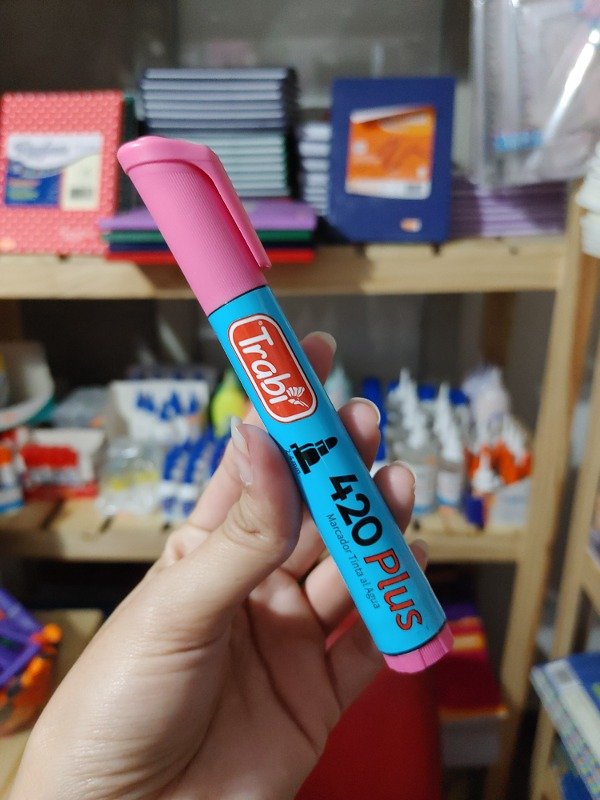 Trabi
420 Plus
Marcador Tinta al Agua